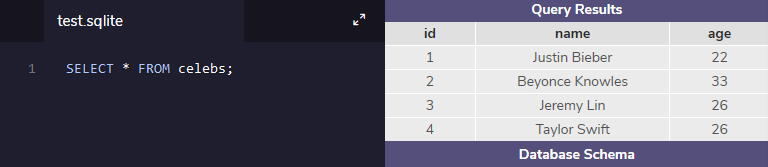 test.sqlite
1 SELECT * FROM celebs;
Query Results
id name age
1 Justin Bieber 22
2 Beyonce Knowles 33
3 Jeremy Lin 26
4 Taylor Swift 26
Database Schema